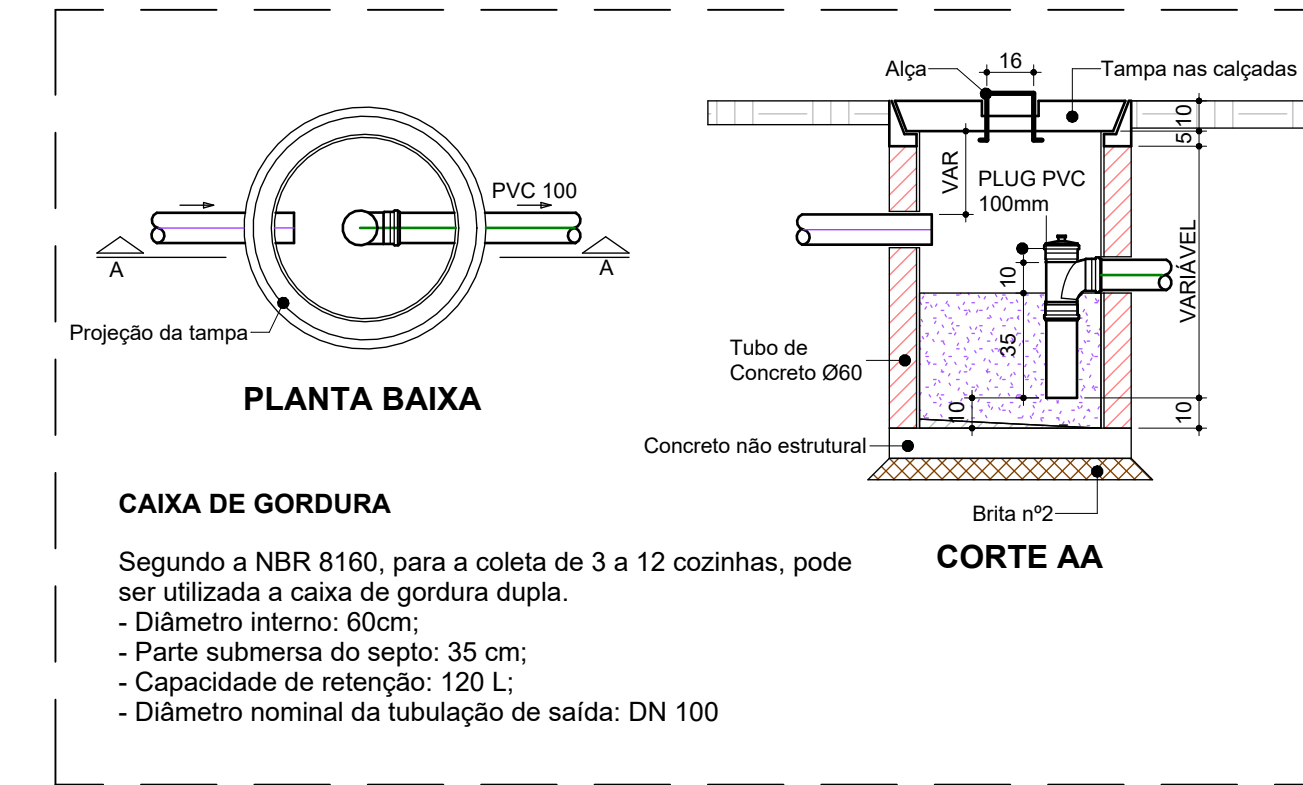 PVC 100
A
A
Projeção da tampa
PLANTA BAIXA
Alça
16
Tampa nas calçadas
10
5
VAR
PLUG PVC
100mm
VARIÁVEL
10
35
Tubo de
Concreto Ø60
10
10
Concreto não estrutural
Brita nº2
CORTE AA
CAIXA DE GORDURA
Segundo a NBR 8160, para a coleta de 3 a 12 cozinhas, pode
ser utilizada a caixa de gordura dupla.
- Diâmetro interno: 60cm;
- Parte submersa do septo: 35 cm;
- Capacidade de retenção: 120 L;
- Diâmetro nominal da tubulação de saída: DN 100